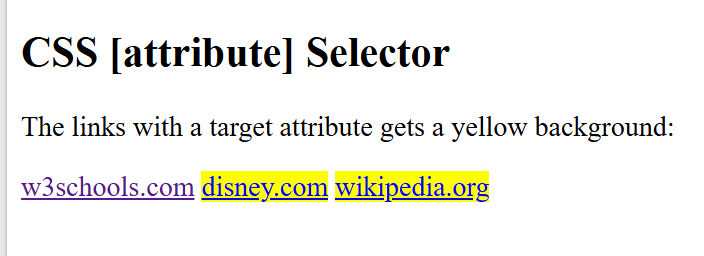 CSS [attribute] Selector
The links with a target attribute gets a yellow background:
w3schools.com disney.com wikipedia.org